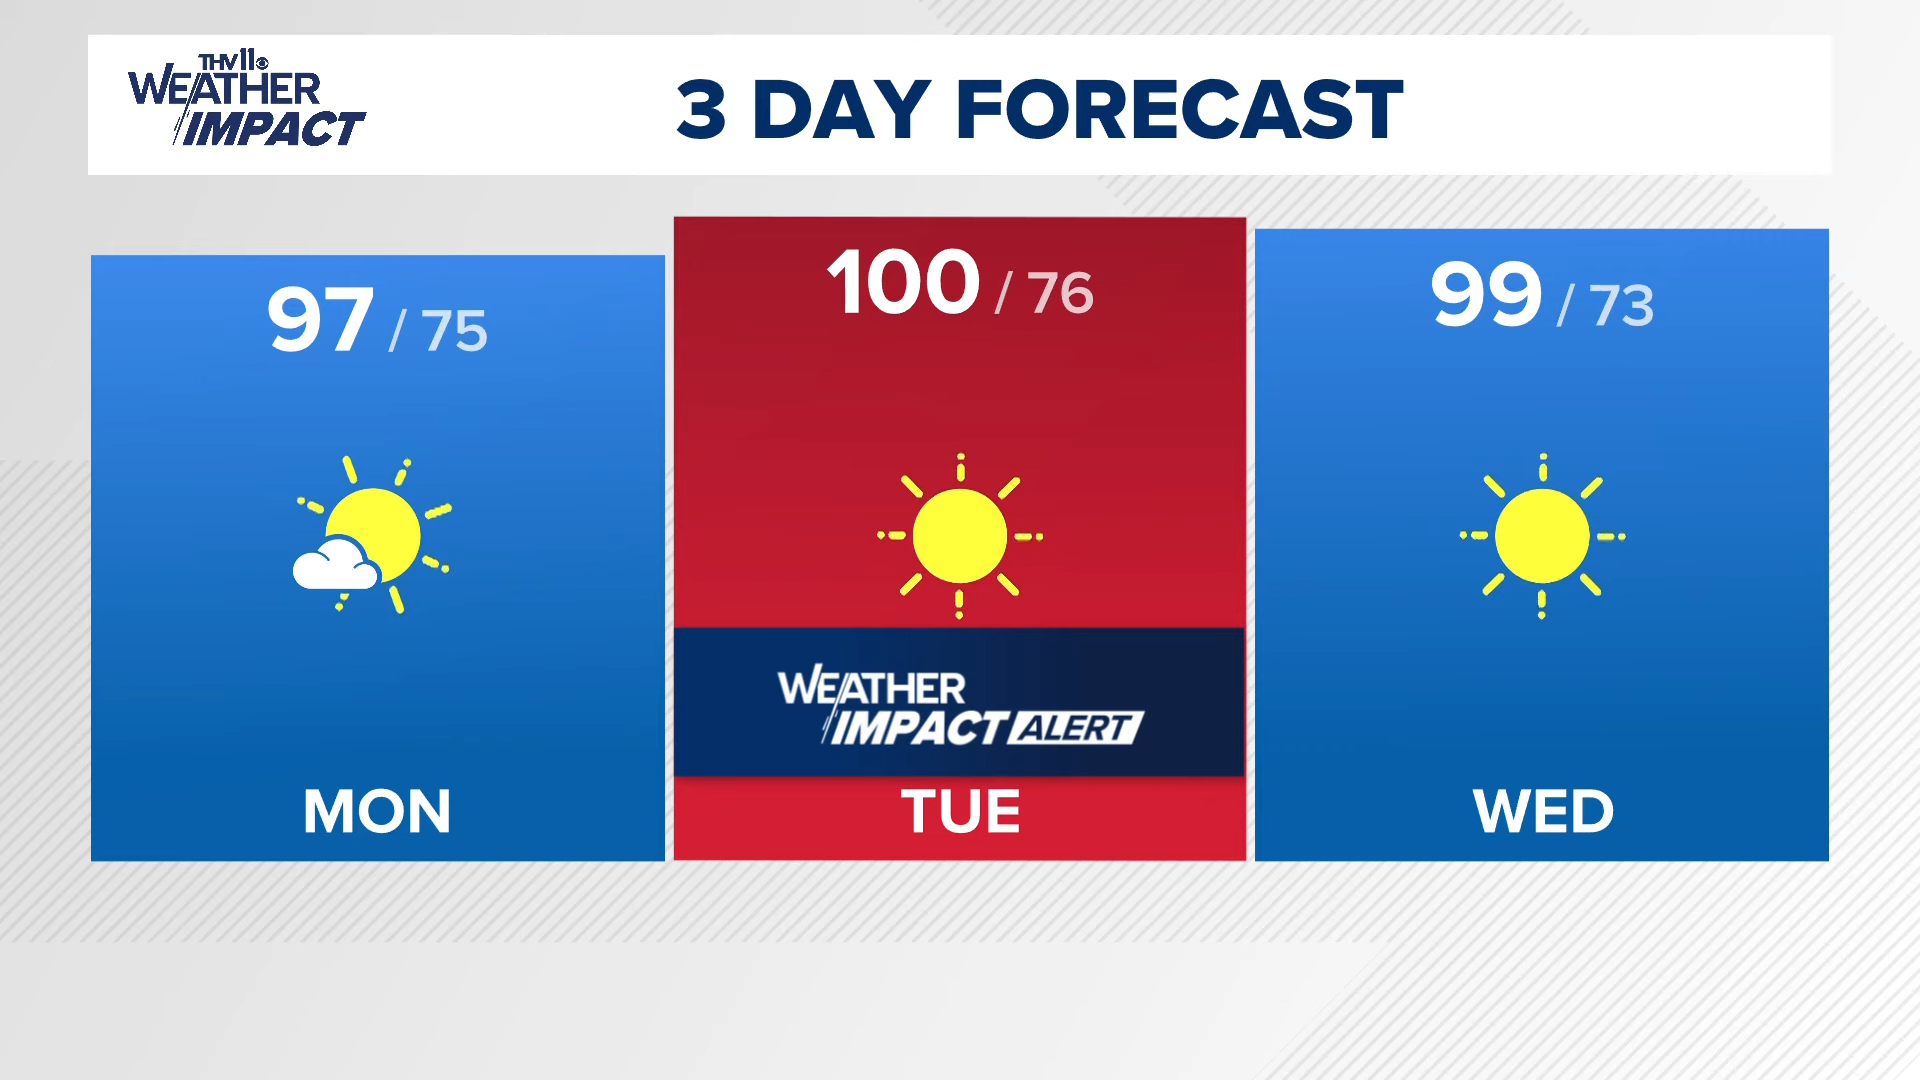 THV11
WEATHER
IMPACT
3 DAY FORECAST
97 / 75
100 / 76
99 / 73
WEATHER
IMPACT ALERT
MON
TUE
WED